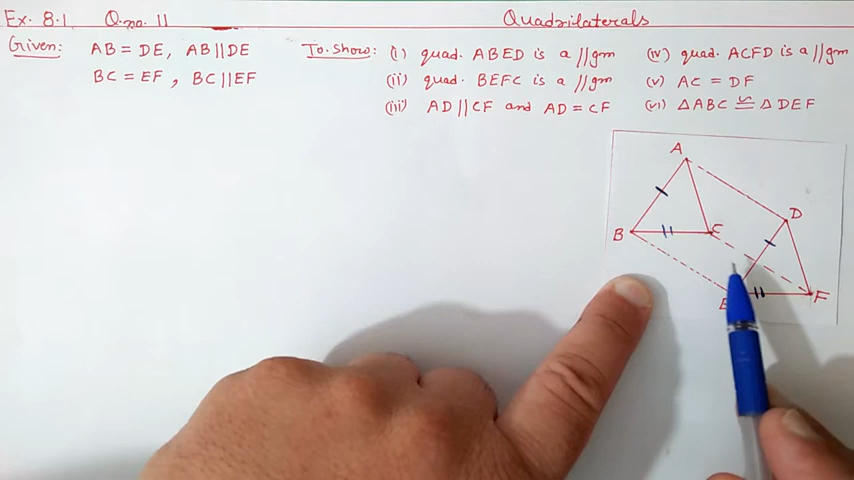 Ex. 8.1 Q.no. 11 Quadrilaterals
Given: AB = DE, AB || DE
BC = EF, BC || EF
To show: (i) quad. ABED is a //gm
(ii) quad. BEFC is a //gm
(iii) AD || CF and AD = CF
(iv) quad. ACFD is a //gm
(v) AC = DF
(vi) △ABC ≅ △DEF
A
D
B
C
E
F